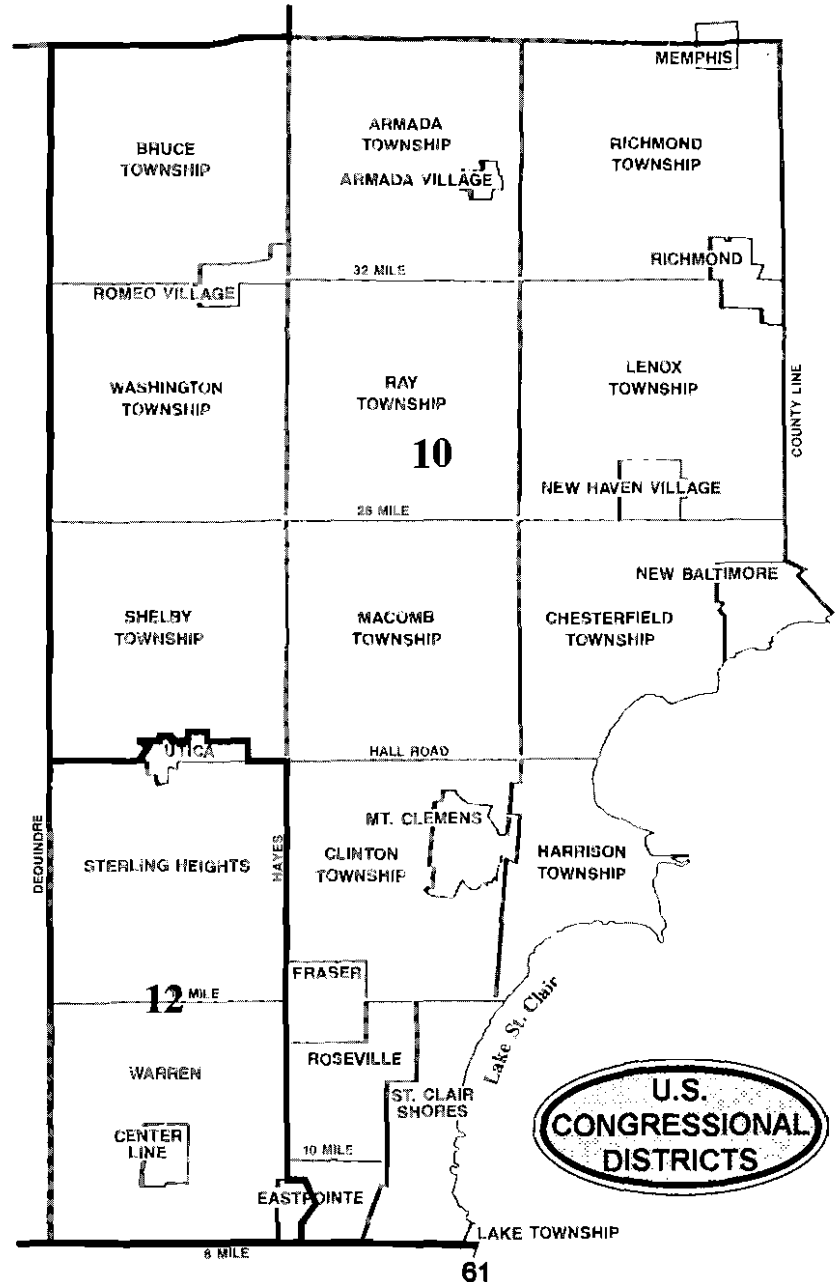 MEMPHIS
BRUCE
TOWNSHIP
ARMADA
TOWNSHIP
RICHMOND
TOWNSHIP
ARMADA VILLAGE
RICHMOND
32 MILE
ROMEO VILLAGE
WASHINGTON
TOWNSHIP
RAY
TOWNSHIP
LENOX
TOWNSHIP
COUNTY LINE
10
NEW HAVEN VILLAGE
26 MILE
NEW BALTIMORE
SHELBY
TOWNSHIP
MACOMB
TOWNSHIP
CHESTERFIELD
TOWNSHIP
UTICA
HALL ROAD
DEQUINDRE
STERLING HEIGHTS
HAYES
MT. CLEMENS
CLINTON
TOWNSHIP
HARRISON
TOWNSHIP
FRASER
12 MILE
Lake St. Clair
WARREN
ROSEVILLE
ST. CLAIR
SHORES
CENTER
LINE
10 MILE
EASTPOINTE
U.S.
CONGRESSIONAL
DISTRICTS
LAKE TOWNSHIP
8 MILE
61